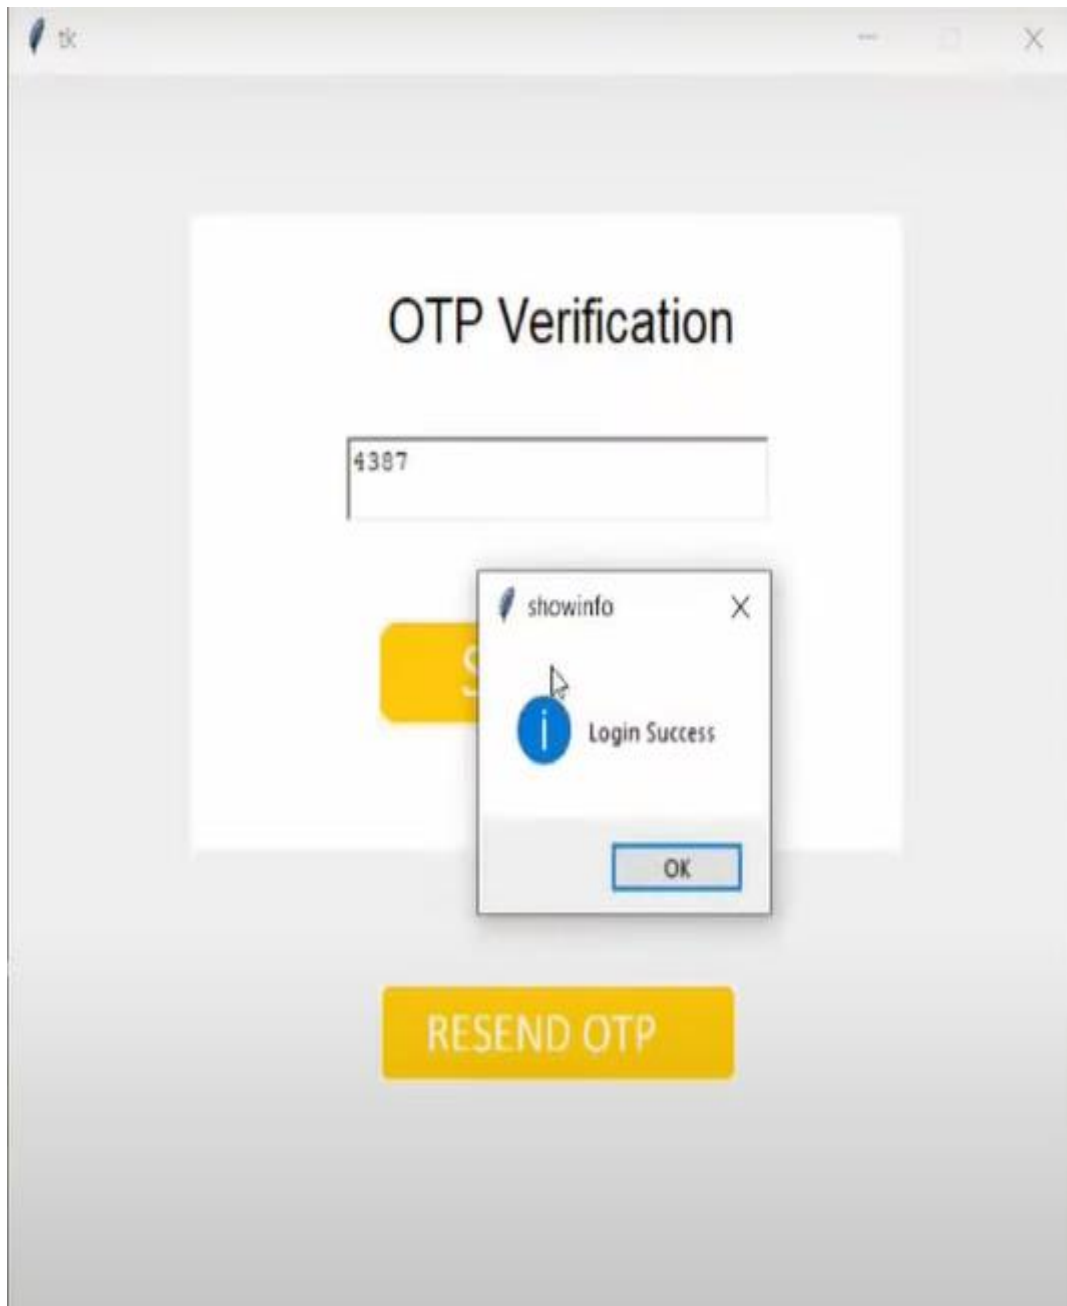 tk
OTP Verification
4387
showinfo
S
Login Success
OK
RESEND OTP